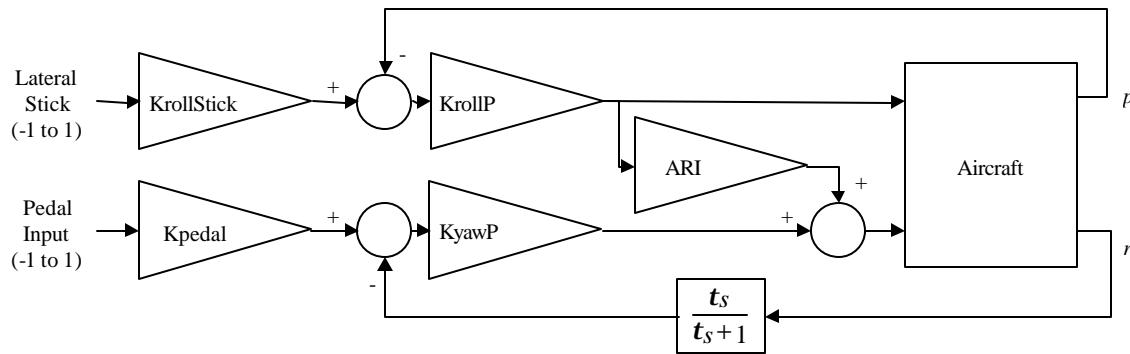 Lateral
Stick
(-1 to 1)
KrollStick
+
-
KrollP
ARI
+
Aircraft
p
Pedal
Input
(-1 to 1)
Kpedal
+
-
KyawP
+
r
ts
ts+1